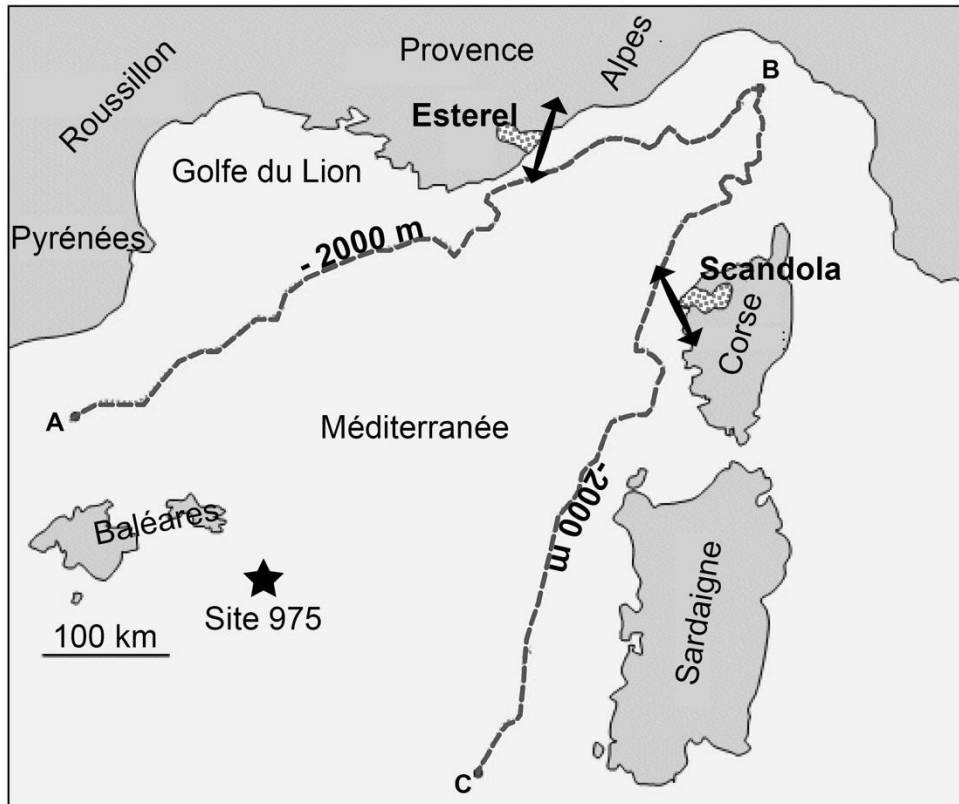 Roussillon
Provence
Alpes
B
Esterel
Golfe du Lion
Pyrénées
- 2000 m
Scandola
Corse
A
Méditerranée
-2000 m
Baléares
Sardaigne
Site 975
100 km
C